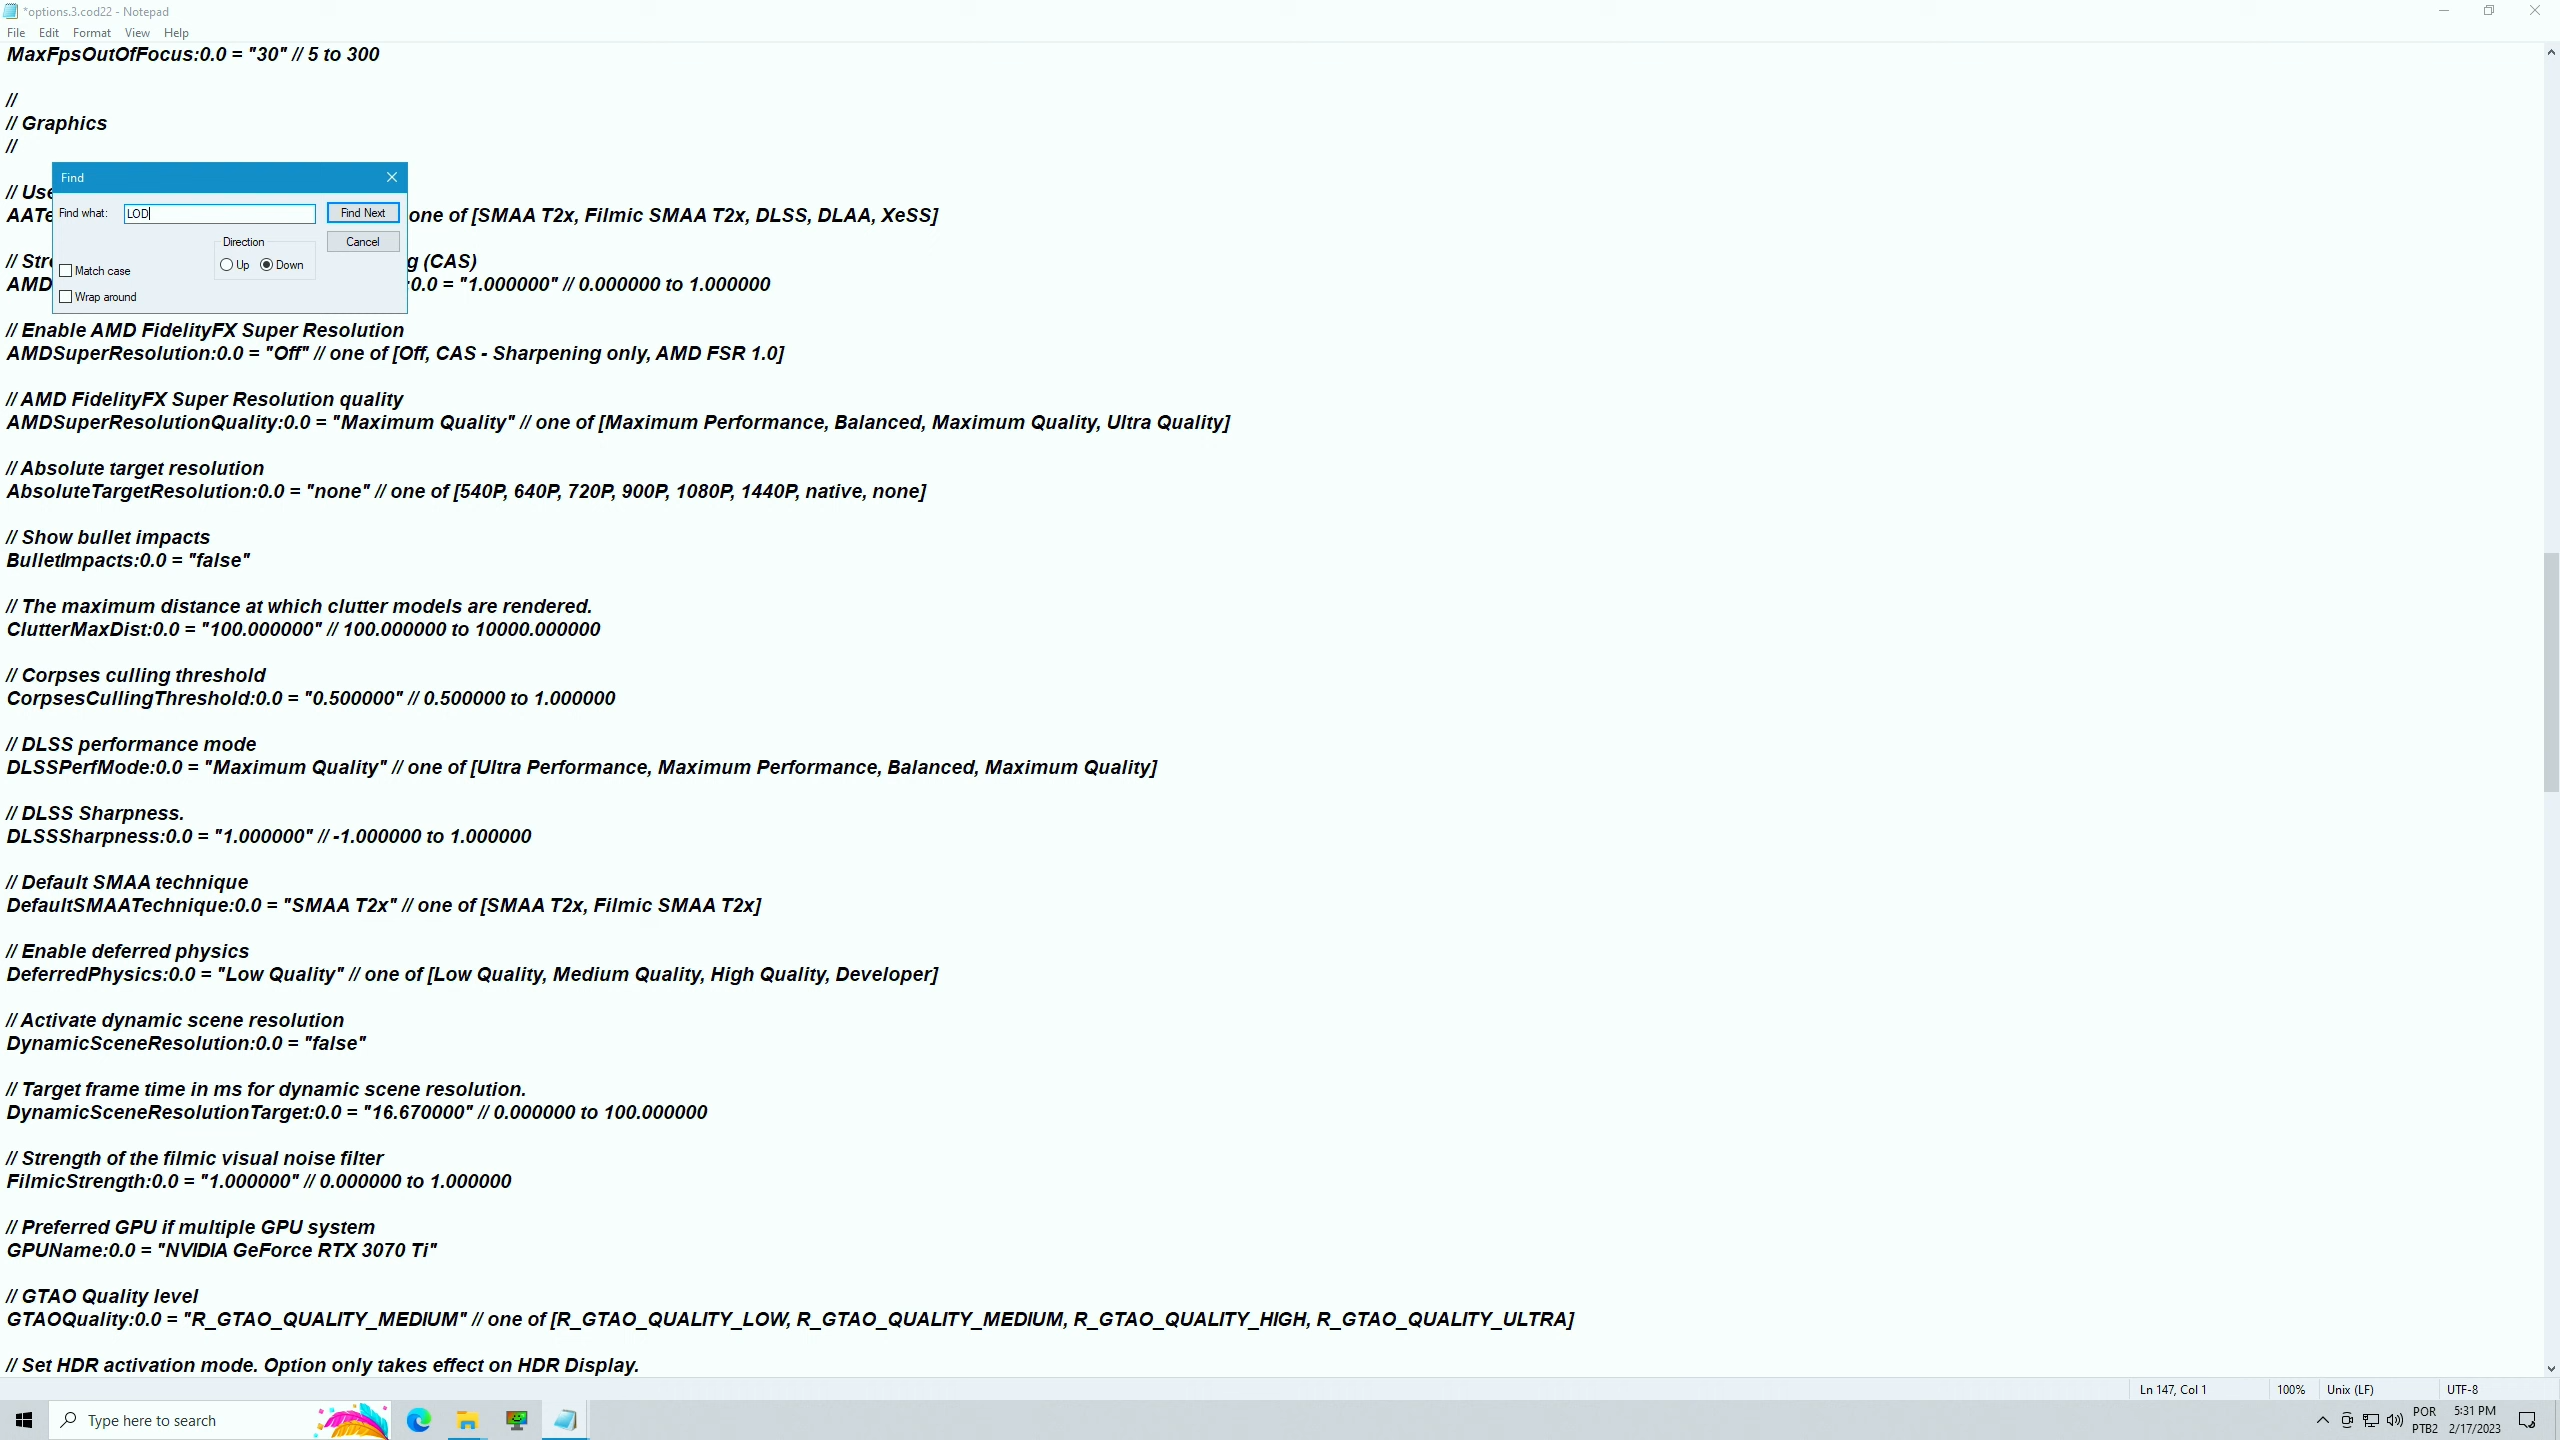 *options.3.cod22 - Notepad
File Edit Format View Help
MaxFpsOutOfFocus:0.0 = "30" // 5 to 300
//
// Graphics
//
Find
// Use
Find what: LOD Find Next
AATe one of [SMAA T2x, Filmic SMAA T2x, DLSS, DLAA, XeSS]
Direction Cancel
// Str g (CAS)
Up Down
Match case
AMD :0.0 = "1.000000" // 0.000000 to 1.000000
Wrap around
// Enable AMD FidelityFX Super Resolution
AMDSuperResolution:0.0 = "Off" // one of [Off, CAS - Sharpening only, AMD FSR 1.0]
// AMD FidelityFX Super Resolution quality
AMDSuperResolutionQuality:0.0 = "Maximum Quality" // one of [Maximum Performance, Balanced, Maximum Quality, Ultra Quality]
// Absolute target resolution
AbsoluteTargetResolution:0.0 = "none" // one of [540P, 640P, 720P, 900P, 1080P, 1440P, native, none]
// Show bullet impacts
BulletImpacts:0.0 = "false"
// The maximum distance at which clutter models are rendered.
ClutterMaxDist:0.0 = "100.000000" // 100.000000 to 10000.000000
// Corpses culling threshold
CorpsesCullingThreshold:0.0 = "0.500000" // 0.500000 to 1.000000
// DLSS performance mode
DLSSPerfMode:0.0 = "Maximum Quality" // one of [Ultra Performance, Maximum Performance, Balanced, Maximum Quality]
// DLSS Sharpness.
DLSSSharpness:0.0 = "1.000000" // -1.000000 to 1.000000
// Default SMAA technique
DefaultSMAATechnique:0.0 = "SMAA T2x" // one of [SMAA T2x, Filmic SMAA T2x]
// Enable deferred physics
DeferredPhysics:0.0 = "Low Quality" // one of [Low Quality, Medium Quality, High Quality, Developer]
// Activate dynamic scene resolution
DynamicSceneResolution:0.0 = "false"
// Target frame time in ms for dynamic scene resolution.
DynamicSceneResolutionTarget:0.0 = "16.670000" // 0.000000 to 100.000000
// Strength of the filmic visual noise filter
FilmicStrength:0.0 = "1.000000" // 0.000000 to 1.000000
// Preferred GPU if multiple GPU system
GPUName:0.0 = "NVIDIA GeForce RTX 3070 Ti"
// GTAO Quality level
GTAOQuality:0.0 = "R_GTAO_QUALITY_MEDIUM" // one of [R_GTAO_QUALITY_LOW, R_GTAO_QUALITY_MEDIUM, R_GTAO_QUALITY_HIGH, R_GTAO_QUALITY_ULTRA]
// Set HDR activation mode. Option only takes effect on HDR Display.
Ln 147, Col 1 100% Unix (LF) UTF-8
Type here to search
POR 5:31 PM
PTB2 2/17/2023